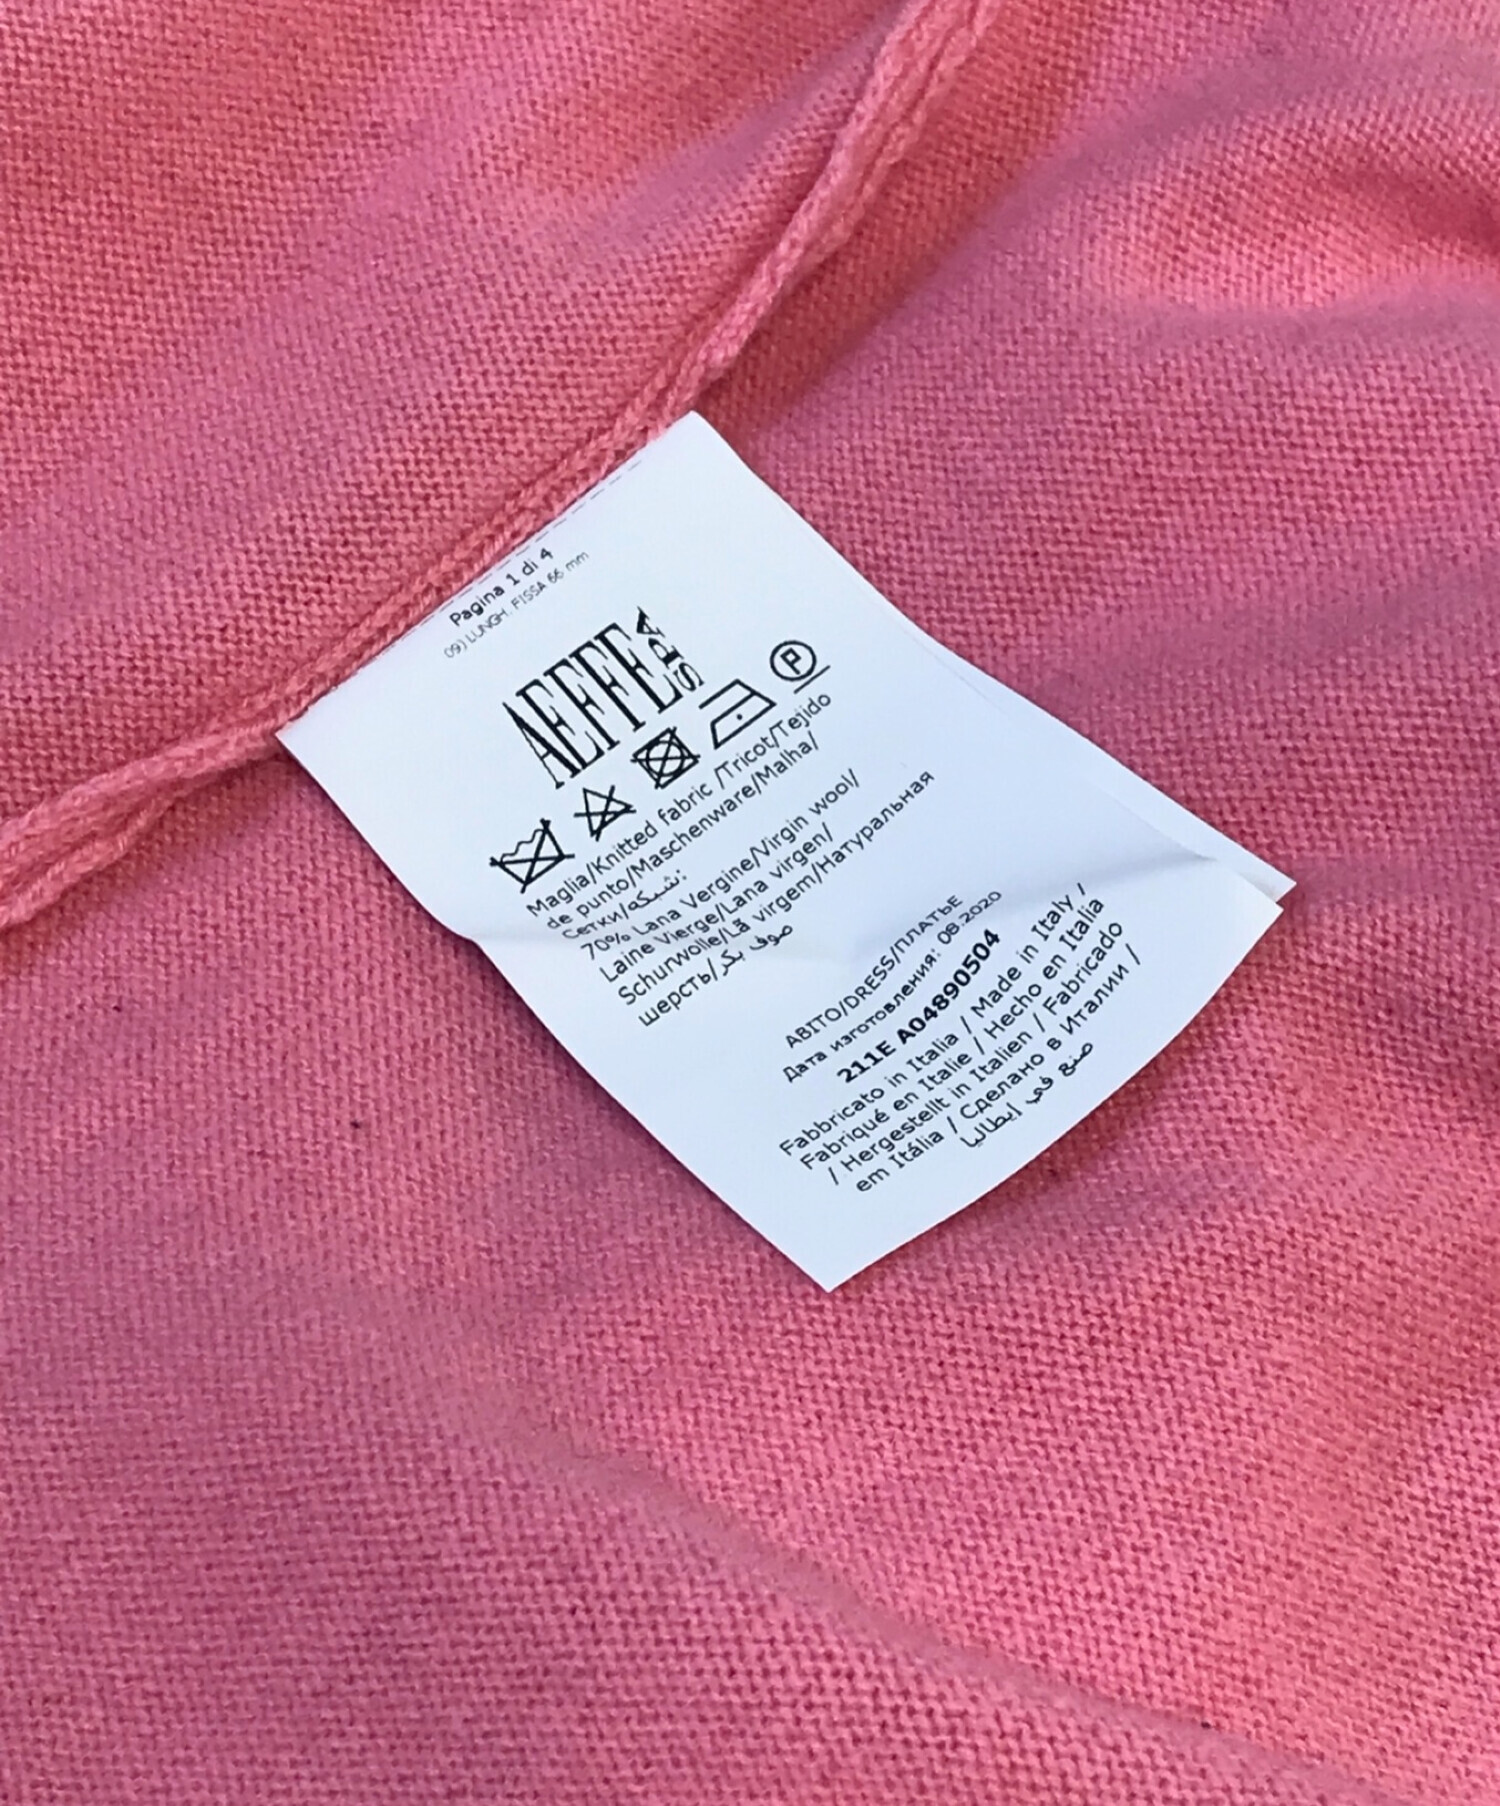 Pagina 1 di 4
09) LUNGH. FISSA 66 mm
AEFFE SPA
P
Maglia/Knitted fabric /Tricot/Tejido
de punto/Maschenware/Malha/
Сетки/شبكه:
70% Lana Vergine/Virgin wool/
Laine Vierge/Lana virgen/
Schurwolle/Lã virgem/Натуральная
шерсть/صوف بكر
ABITO/DRESS/ПЛАТЬЕ
Дата изготовления: 08.2020
211E A04890504
Fabbricato in Italia / Made in Italy /
Fabriqué en Italie / Hecho en Italía
/ Hergestellt in Italien / Fabricado
em Itália / Сделано в Италии /
صنع في ايطاليا